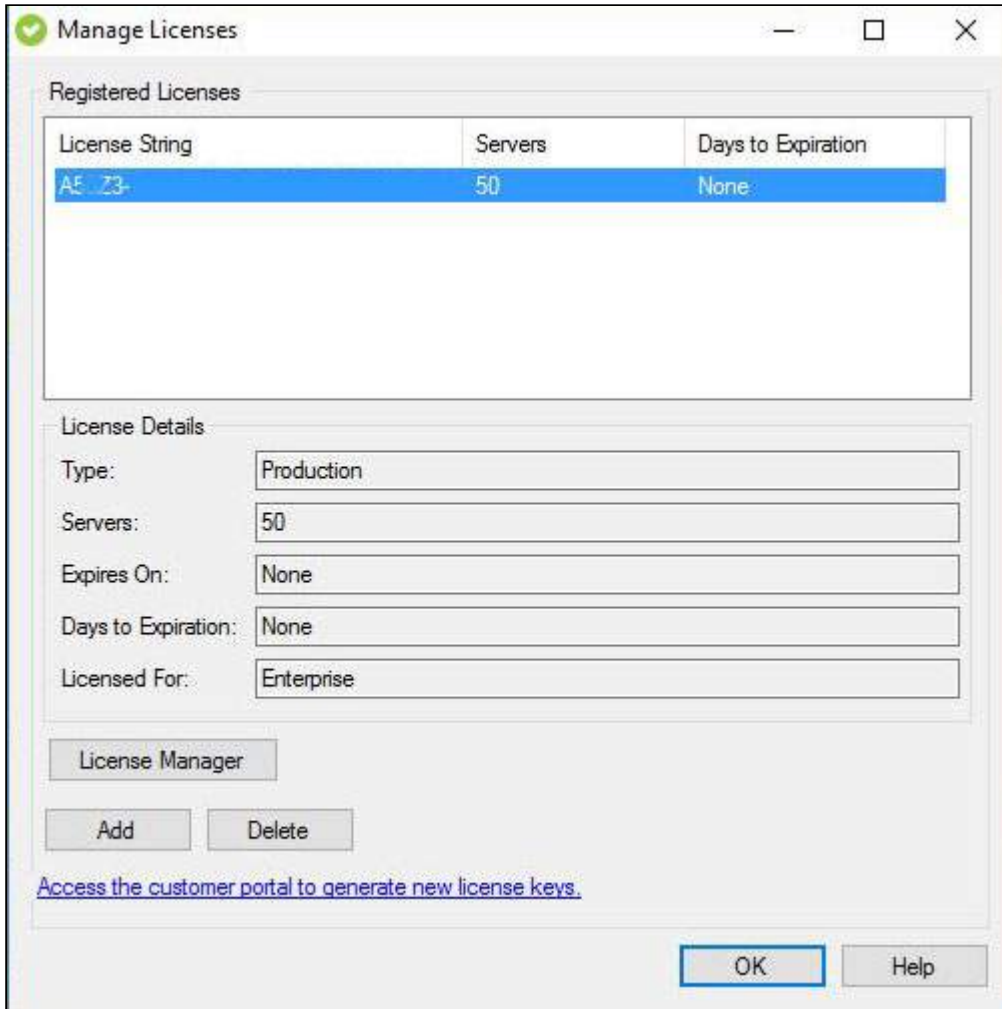 Manage Licenses
Registered Licenses
License String Servers Days to Expiration
50 None
License Details
Type: Production
Servers: 50
Expires On: None
Days to Expiration: None
Licensed For: Enterprise
License Manager
Add Delete
Access the customer portal to generate new license keys.
OK Help